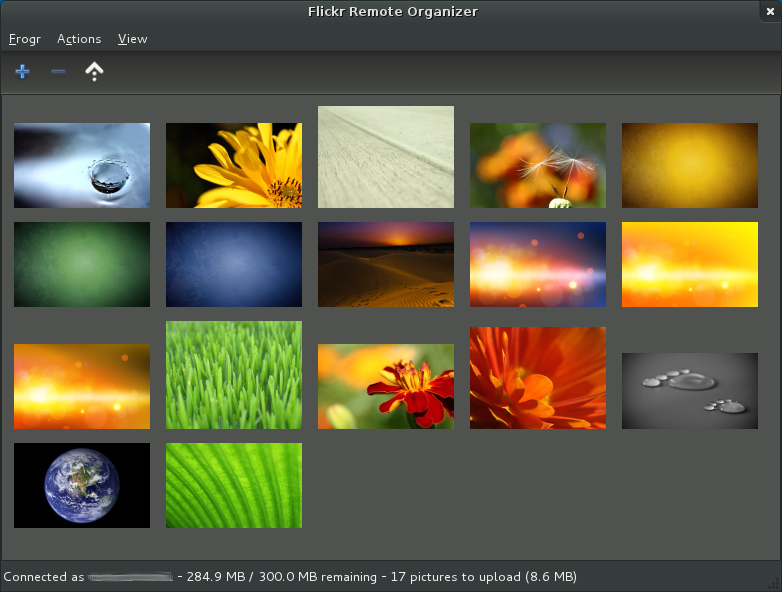 Flickr Remote Organizer
Frogr Actions View
Connected as - 284.9 MB / 300.0 MB remaining - 17 pictures to upload (8.6 MB)